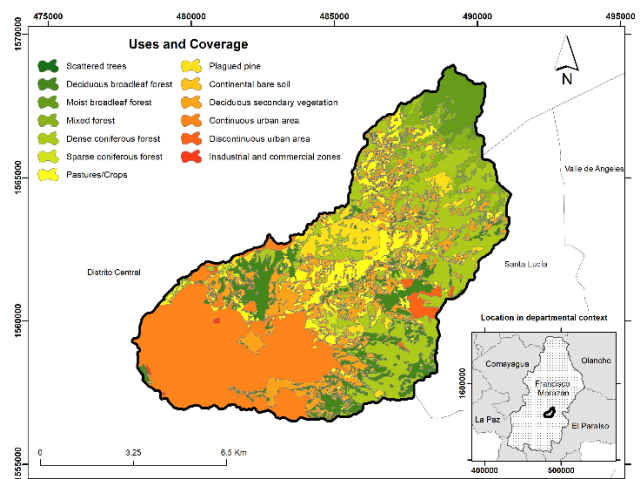 475000 480000 485000 490000 495000
1570000
1565000
1560000
1555000
Uses and Coverage
Scattered trees
Deciduous broadleaf forest
Moist broadleaf forest
Mixed forest
Dense coniferous forest
Sparse coniferous forest
Pastures/Crops
Plagued pine
Continental bare soil
Deciduous secondary vegetation
Continuous urban area
Discontinuous urban area
Insdustrial and commercial zones
N
Valle de Angeles
Santa Lucia
Distrito Central
Location in departmental context
Comayagua
Olancho
Francisco
Morazán
La Paz
El Paraíso
1600000
400000 500000
0 3.25 6.5 Km